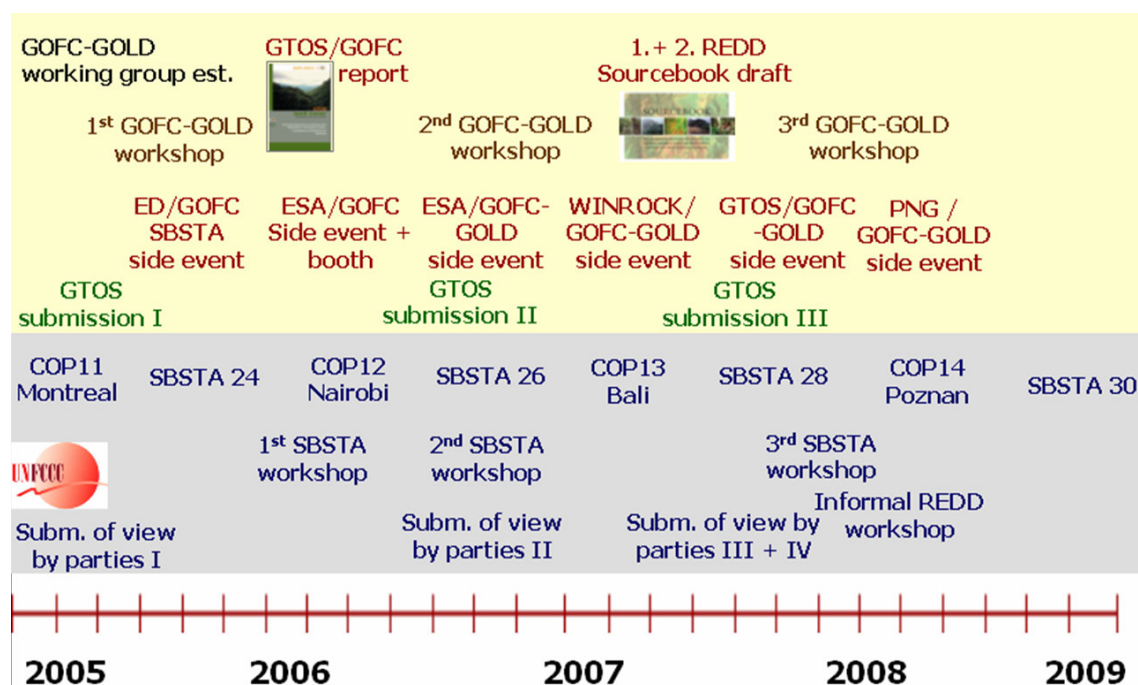 GOFC-GOLD
working group est.
GTOS/GOFC
report
1.+ 2. REDD
Sourcebook draft
SOURCEBOOK
1st GOFC-GOLD
workshop
2nd GOFC-GOLD
workshop
3rd GOFC-GOLD
workshop
ED/GOFC
SBSTA
side event
ESA/GOFC
Side event +
booth
ESA/GOFC-
GOLD
side event
WINROCK/
GOFC-GOLD
side event
GTOS/GOFC
-GOLD
side event
PNG /
GOFC-GOLD
side event
GTOS
submission I
GTOS
submission II
GTOS
submission III
COP11
Montreal
SBSTA 24
COP12
Nairobi
SBSTA 26
COP13
Bali
SBSTA 28
COP14
Poznan
SBSTA 30
1st SBSTA
workshop
2nd SBSTA
workshop
3rd SBSTA
workshop
UNFCCC
Informal REDD
workshop
Subm. of view
by parties I
Subm. of view
by parties II
Subm. of view by
parties III + IV
2005 2006 2007 2008 2009